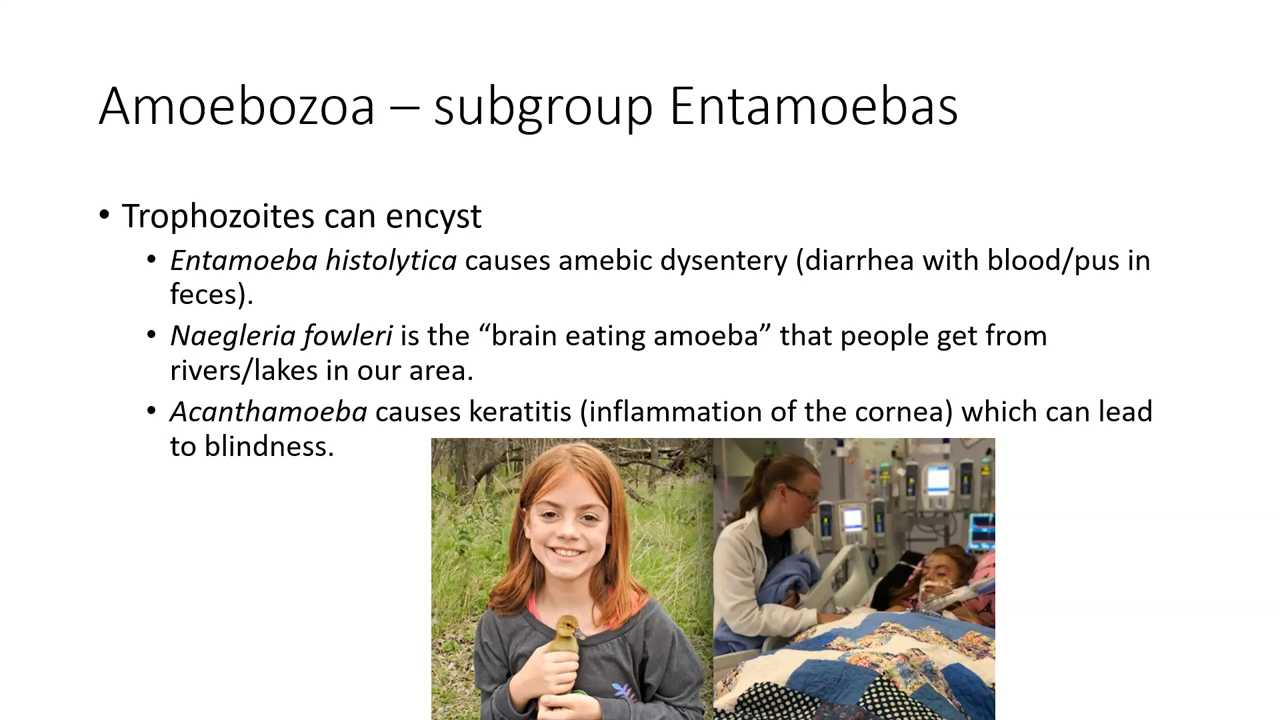 Amoebozoa – subgroup Entamoebas
• Trophozoites can encyst
• Entamoeba histolytica causes amebic dysentery (diarrhea with blood/pus in
feces).
• Naegleria fowleri is the “brain eating amoeba” that people get from
rivers/lakes in our area.
• Acanthamoeba causes keratitis (inflammation of the cornea) which can lead
to blindness.